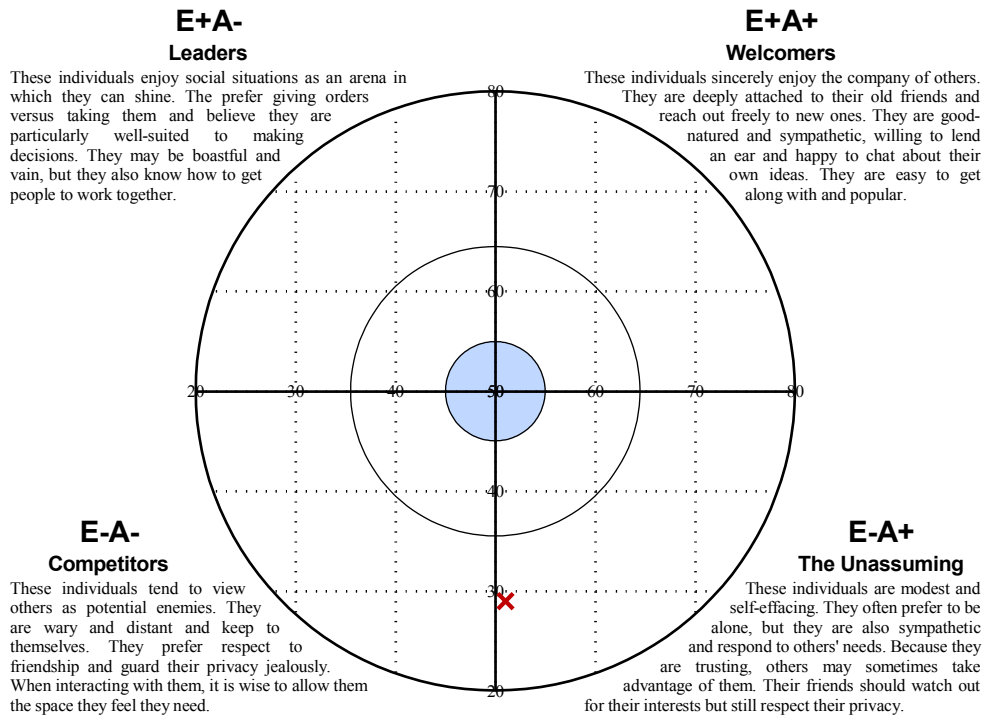 E+A-
Leaders
These individuals enjoy social situations as an arena in
which they can shine. The prefer giving orders
versus taking them and believe they are
particularly well-suited to making
decisions. They may be boastful and
vain, but they also know how to get
people to work together.
E+A+
Welcomers
These individuals sincerely enjoy the company of others.
They are deeply attached to their old friends and
reach out freely to new ones. They are good-
natured and sympathetic, willing to lend
an ear and happy to chat about their
own ideas. They are easy to get
along with and popular.
80
70
60
20 30 40 50 60 70 80
40
30
20
E-A-
Competitors
These individuals tend to view
others as potential enemies. They
are wary and distant and keep to
themselves. They prefer respect to
friendship and guard their privacy jealously.
When interacting with them, it is wise to allow them
the space they feel they need.
E-A+
The Unassuming
These individuals are modest and
self-effacing. They often prefer to be
alone, but they are also sympathetic
and respond to others' needs. Because they
are trusting, others may sometimes take
advantage of them. Their friends should watch out
for their interests but still respect their privacy.